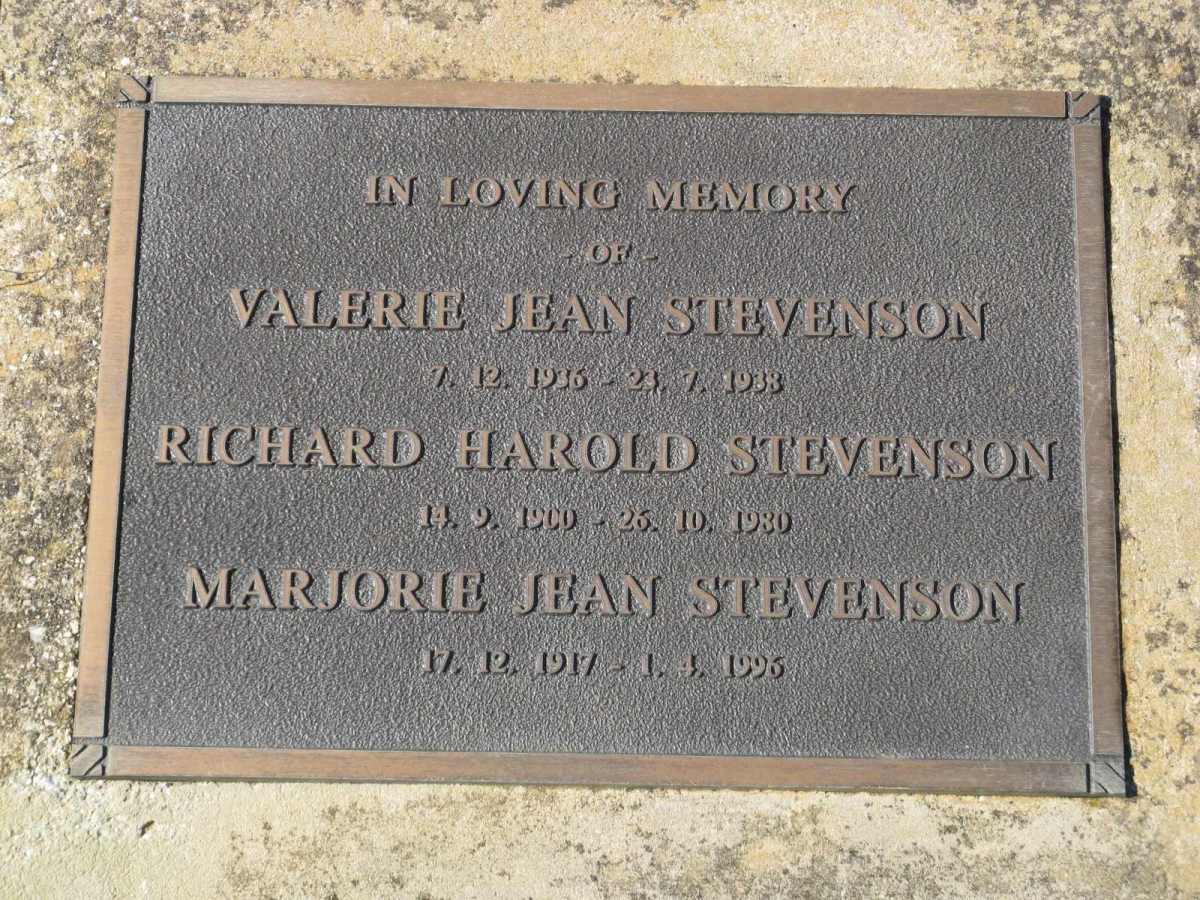 IN LOVING MEMORY
- OF -
VALERIE JEAN STEVENSON
7. 12. 1936 - 23. 7. 1938
RICHARD HAROLD STEVENSON
14. 9. 1900 - 26. 10. 1980
MARJORIE JEAN STEVENSON
17. 12. 1917 - 1. 4. 1996